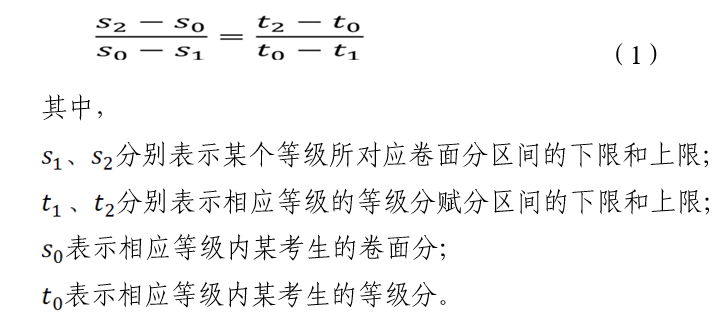 (s₂ − s₀)/(s₀ − s₁) = (t₂ − t₀)/(t₀ − t₁) （1）
其中，
s₁、s₂分别表示某个等级所对应卷面分区间的下限和上限；
t₁、t₂分别表示相应等级的等级分赋分区间的下限和上限；
s₀表示相应等级内某考生的卷面分；
t₀表示相应等级内某考生的等级分。